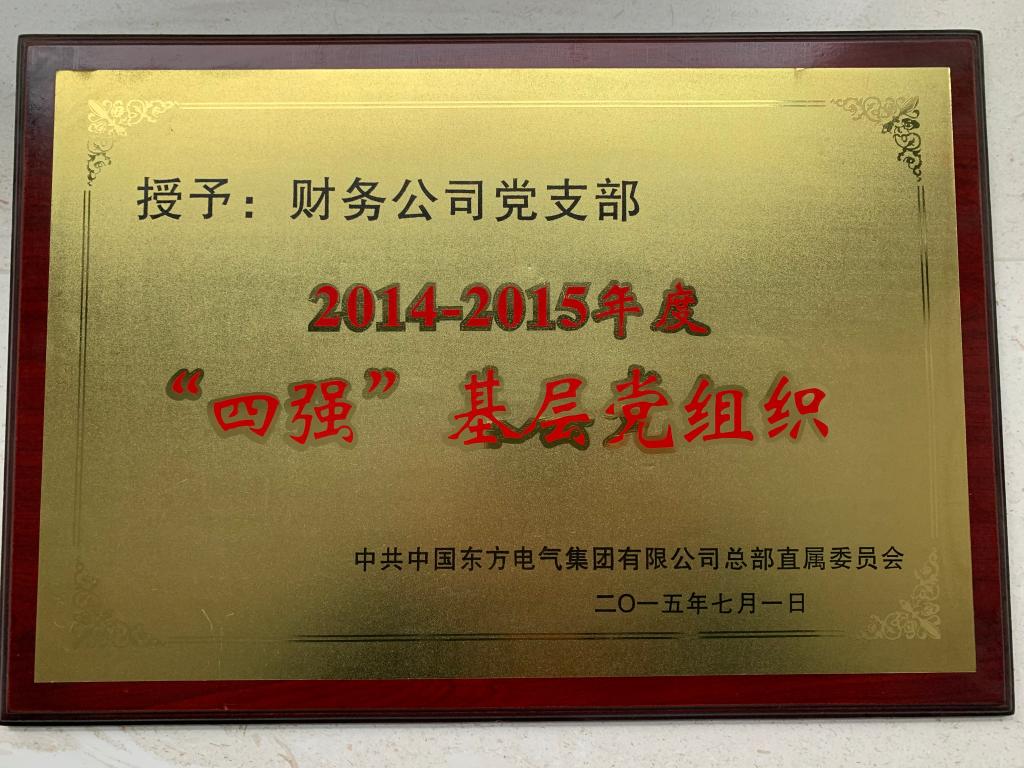 授予：财务公司党支部
2014-2015年度
“四强”基层党组织
中共中国东方电气集团有限公司总部直属委员会
二〇一五年七月一日